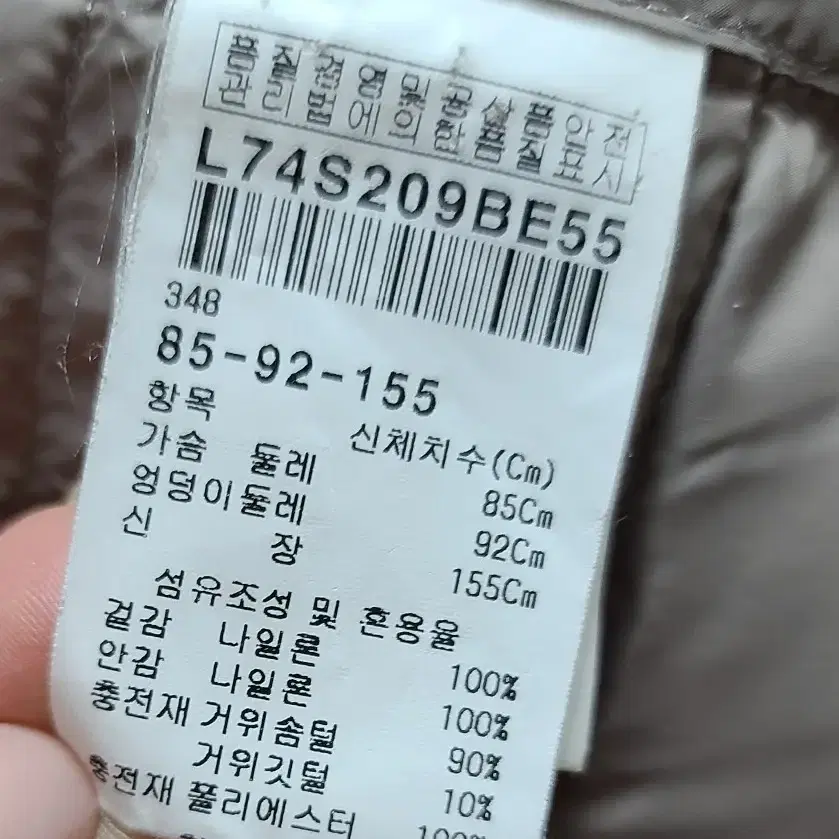 품질경영 및 공산품안전
관리법에 의한 품질표시
L74S209BE55
348
85-92-155
항목 신체치수(Cm)
가슴 둘레 85Cm
엉덩이둘레 92Cm
신 장 155Cm
섬유조성 및 혼용율
겉감 나일론 100%
안감 나일론 100%
충전재 거위솜털 90%
거위깃털 10%
충전재 폴리에스터 100%